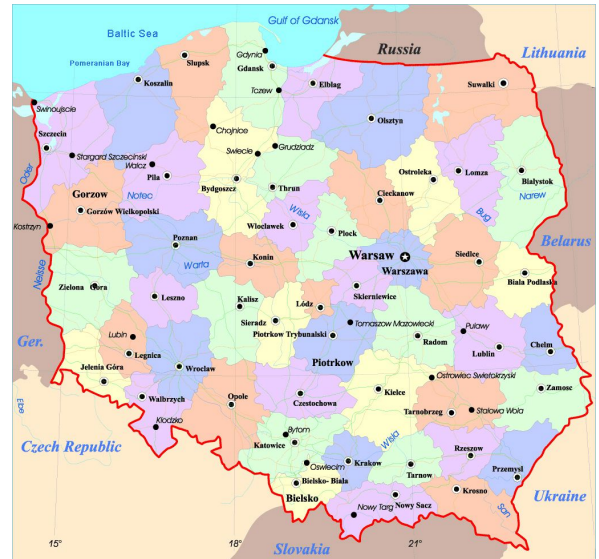 Gulf of Gdansk
Baltic Sea
Russia
Lithuania
Gdynia
Slupsk
Pomeranian Bay
Gdansk
Koszalin
Elblag
Suwalki
Tczew
Swinoujscie
Olsztyn
Chojnice
Szczecin
Grudziadz
Swiecie
Stargard Szczecinski
Walcz
Ostroleka
Lomza
Bialystok
Oder
Pila
Bydgoszcz
Thrun
Gorzow
Notec
Cieckanow
Narew
Gorzów Wielkopolski
Wisla
Bug
Kostrzyn
Wloclawek
Plock
Poznan
Belarus
Warsaw
Warszawa
Siedlce
Neisse
Warta
Konin
Biala Podlaska
Zielona Gora
Leszno
Skierniewice
Kalisz
Lódz
Sieradz
Tomaszow Mazowiecki
Pulawy
Piotrkow Trybunalski
Radom
Ger.
Lubin
Legnica
Lublin
Chelm
Piotrkow
Jelenia Góra
Wroclaw
Ostrowiec Swietokrzyski
Kielce
Zamosc
Walbrzych
Opole
Czestochowa
Elbe
Tarnobrzeg
Stalowa Wola
Klodzko
Bytom
Wisla
Czech Republic
Katowice
Rzeszow
Oswiecim
Krakow
Tarnow
Przemysl
Bielsko- Biala
Krosno
Bielsko
Nowy Sacz
Ukraine
Nowy Targ
San
Slovakia
15°
18°
21°